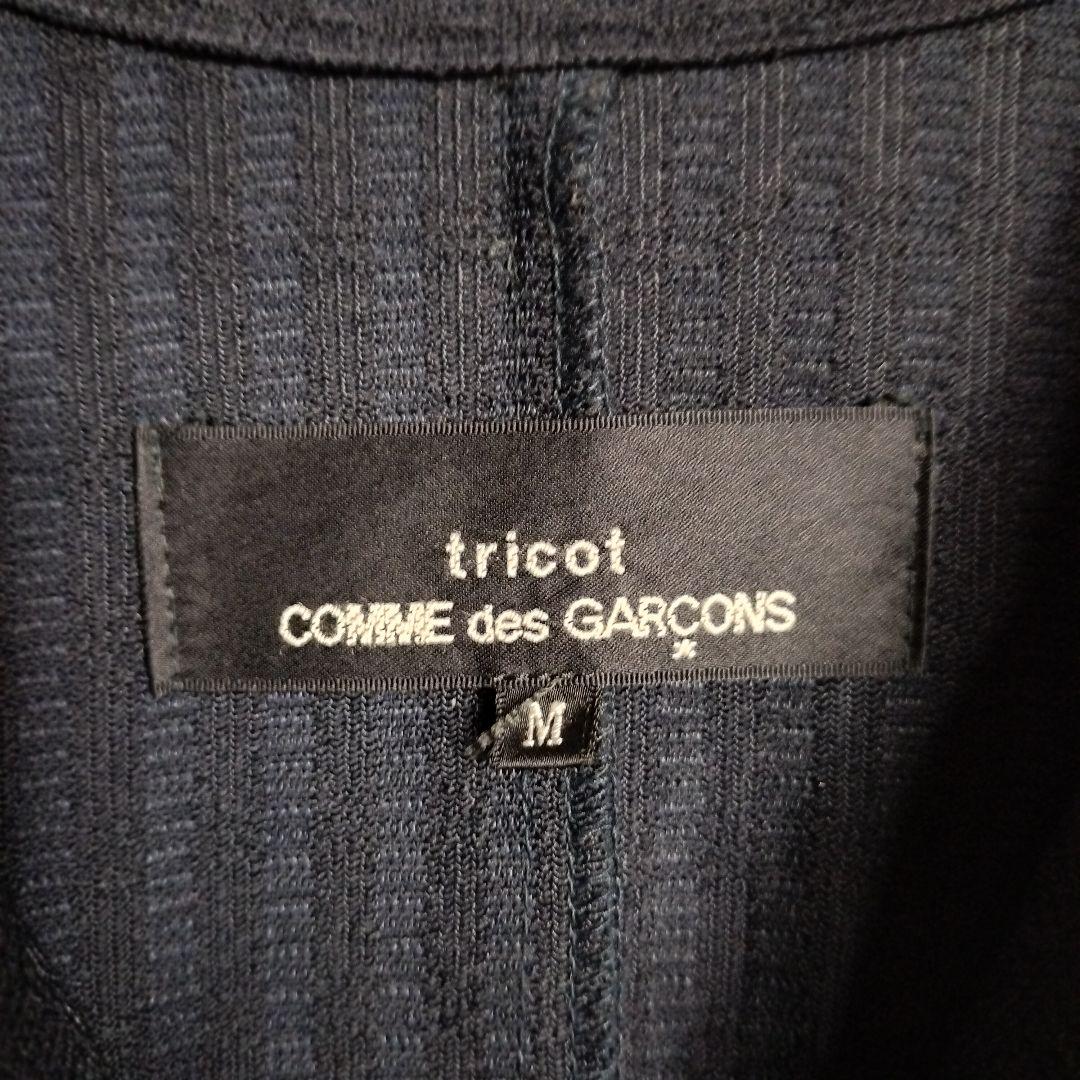 tricot
COMME des GARÇONS
*
M